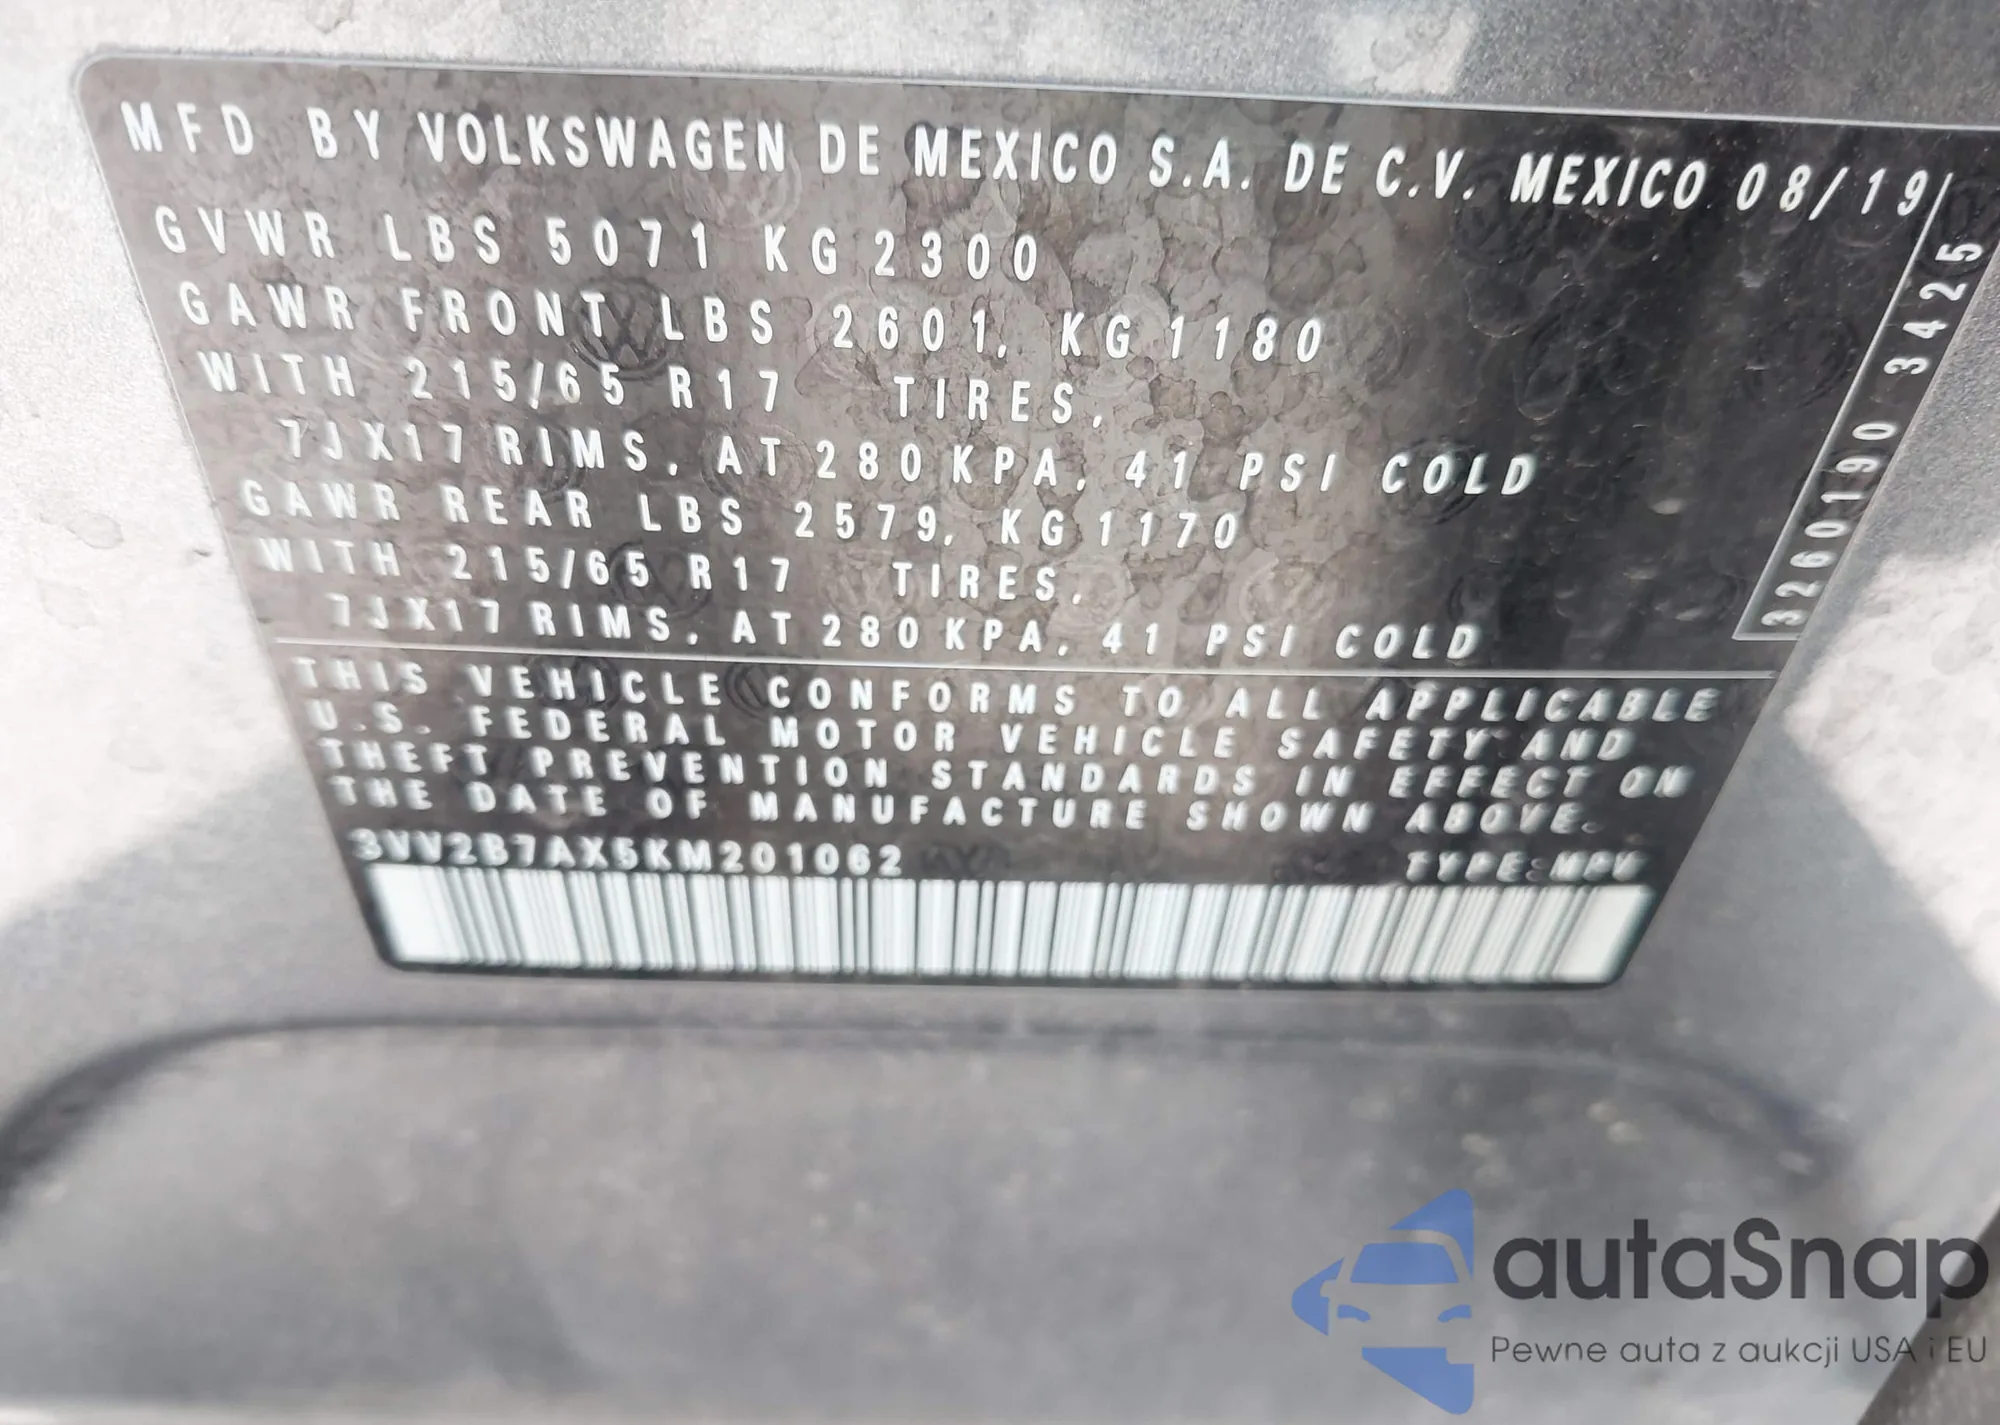 MFD BY VOLKSWAGEN DE MEXICO S.A. DE C.V. MEXICO 08/19
GVWR LBS 5071 KG 2300
GAWR FRONT LBS 2601, KG 1180
WITH 215/65 R17 TIRES,
7JX17 RIMS, AT 280 KPA, 41 PSI COLD
GAWR REAR LBS 2579, KG 1170
WITH 215/65 R17 TIRES,
7JX17 RIMS, AT 280 KPA, 41 PSI COLD
3260190 3425
THIS VEHICLE CONFORMS TO ALL APPLICABLE
U.S. FEDERAL MOTOR VEHICLE SAFETY AND
THEFT PREVENTION STANDARDS IN EFFECT ON
THE DATE OF MANUFACTURE SHOWN ABOVE.
3VV2B7AX5KM201062 TYPE: MPV
autaSnap
Pewne auta z aukcji USA i EU